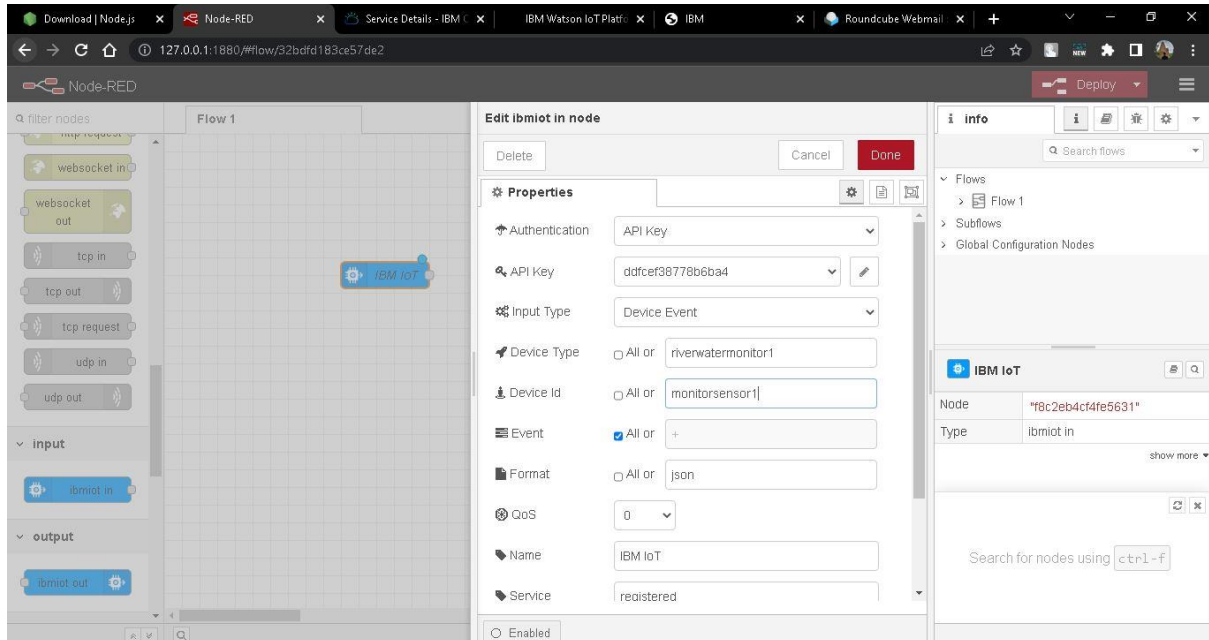 Download | Node.js
Node-RED
Service Details - IBM C
IBM Watson IoT Platfo
IBM
Roundcube Webmail
127.0.0.1:1880/#flow/32bdfd183ce57de2
NEW
Node-RED
Deploy
filter nodes
Flow 1
http request
websocket in
websocket
out
tcp in
tcp out
tcp request
udp in
udp out
input
ibmiot in
output
ibmiot out
IBM IoT
Edit ibmiot in node
Delete
Cancel
Done
Properties
Authentication
API Key
API Key
ddfcef38778b6ba4
Input Type
Device Event
Device Type
All or
riverwatermonitor1
Device Id
All or
monitorsensor1
Event
All or
+
Format
All or
json
QoS
0
Name
IBM IoT
Service
registered
Enabled
i info
i
Search flows
Flows
Flow 1
Subflows
Global Configuration Nodes
IBM IoT
Node
"f8c2eb4cf4fe5631"
Type
ibmiot in
show more
Search for nodes using ctrl-f